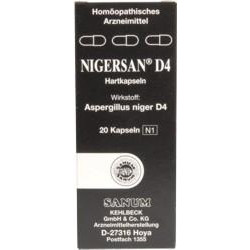 Homöopathisches
Arzneimittel
NIGERSAN® D4
Hartkapseln
Wirkstoff:
Aspergillus niger D4
20 Kapseln N1
SANUM
KEHLBECK
GmbH & Co. KG
Arzneimittelherstellung
D-27316 Hoya
Postfach 1355